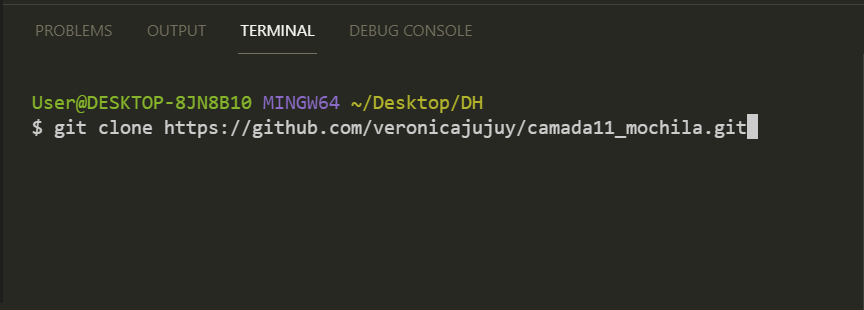 PROBLEMS OUTPUT TERMINAL DEBUG CONSOLE
User@DESKTOP-8JN8B10 MINGW64 ~/Desktop/DH
$ git clone https://github.com/veronicajujuy/camada11_mochila.git